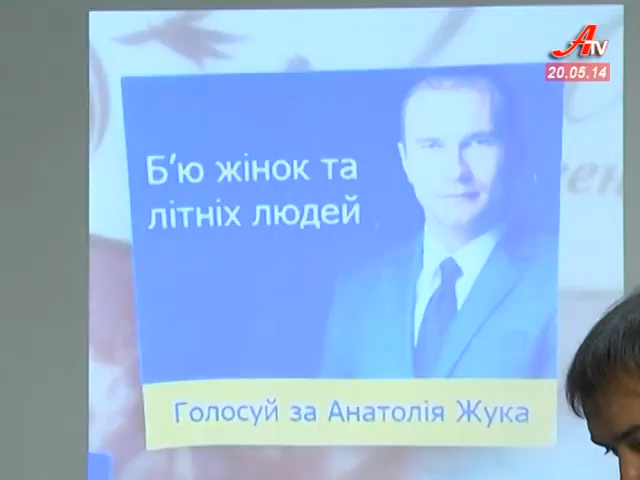 ATV
20.05.14
Б’ю жінок та
літніх людей
Голосуй за Анатолія Жука